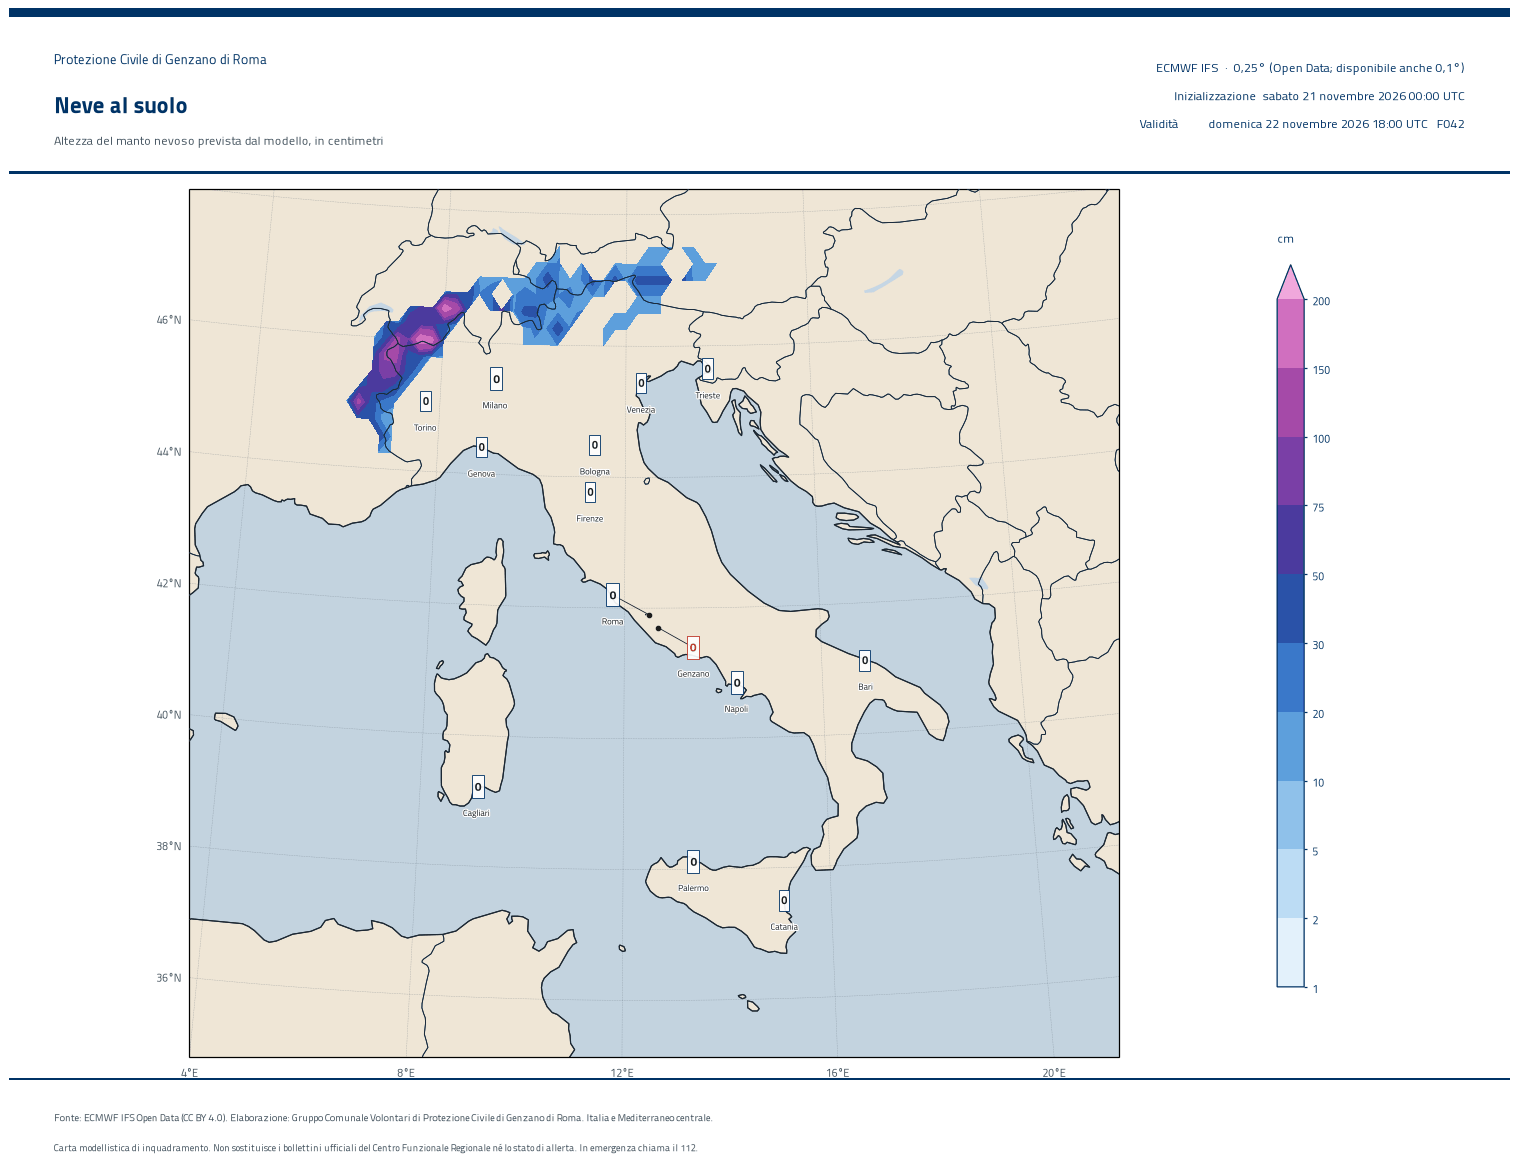 Protezione Civile di Genzano di Roma
Neve al suolo
Altezza del manto nevoso prevista dal modello, in centimetri
ECMWF IFS · 0,25° (Open Data; disponibile anche 0,1°)
Inizializzazione sabato 21 novembre 2026 00:00 UTC
Validità domenica 22 novembre 2026 18:00 UTC F042
cm
200
150
100
75
50
30
20
10
5
2
1
46°N
44°N
42°N
40°N
38°N
36°N
4°E
8°E
12°E
16°E
20°E
0
Trieste
0
Milano
0
Venezia
0
Torino
0
Genova
0
Bologna
0
Firenze
0
Roma
0
Genzano
0
Napoli
0
Bari
0
Cagliari
0
Palermo
0
Catania
Fonte: ECMWF IFS Open Data (CC BY 4.0). Elaborazione: Gruppo Comunale Volontari di Protezione Civile di Genzano di Roma. Italia e Mediterraneo centrale.
Carta modellistica di inquadramento. Non sostituisce i bollettini ufficiali del Centro Funzionale Regionale né lo stato di allerta. In emergenza chiama il 112.